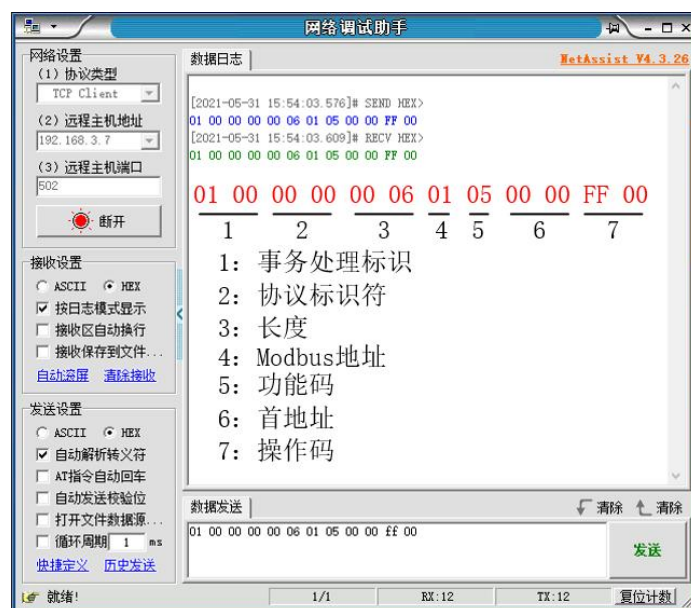 网络调试助手
网络设置
(1) 协议类型
TCP Client
(2) 远程主机地址
192.168.3.7
(3) 远程主机端口
502
断开
接收设置
ASCII HEX
按日志模式显示
接收区自动换行
接收保存到文件...
自动滚屏 清除接收
发送设置
ASCII HEX
自动解析转义符
AT指令自动回车
自动发送校验位
打开文件数据源...
循环周期 1 ms
快捷定义 历史发送
数据日志 NetAssist V4.3.26
[2021-05-31 15:54:03.576]# SEND HEX>
01 00 00 00 00 06 01 05 00 00 FF 00
[2021-05-31 15:54:03.609]# RECV HEX>
01 00 00 00 00 06 01 05 00 00 FF 00
01 00 00 00 00 06 01 05 00 00 FF 00
1 2 3 4 5 6 7
1: 事务处理标识
2: 协议标识符
3: 长度
4: Modbus地址
5: 功能码
6: 首地址
7: 操作码
数据发送 清除 清除
01 00 00 00 00 06 01 05 00 00 ff 00
发送
就绪! 1/1 RX:12 TX:12 复位计数